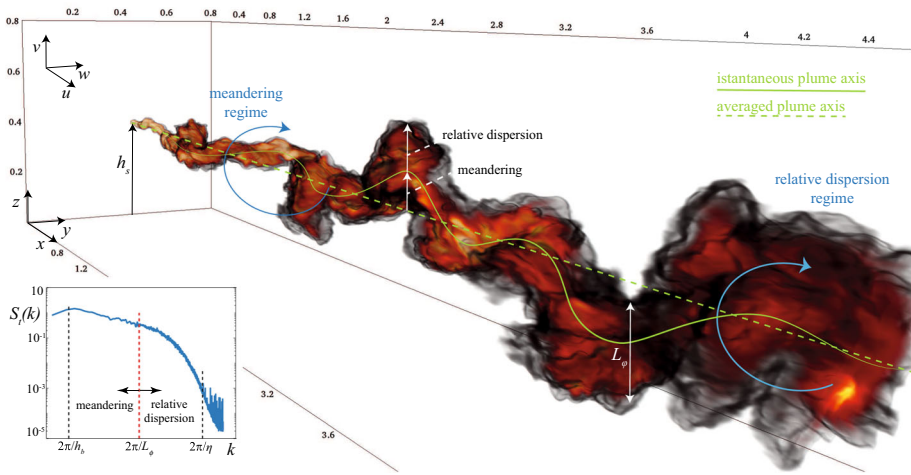 0.8 0 0.2 0.4 0.6 0.8 1 1.2 1.6 2 2.4 2.8 3.2 3.6 4 4.2 4.4
v
w
u
0.6
meandering
regime
istantaneous plume axis
averaged plume axis
0.4
relative dispersion
meandering
h_s
0.2
relative dispersion
regime
z
y
x
0.8
1.2
S_t(k)
10
10^-1
10^-3
10^-5
meandering
relative
dispersion
2π/h_b
2π/L_φ
2π/η
k
L_φ
3.2
3.6